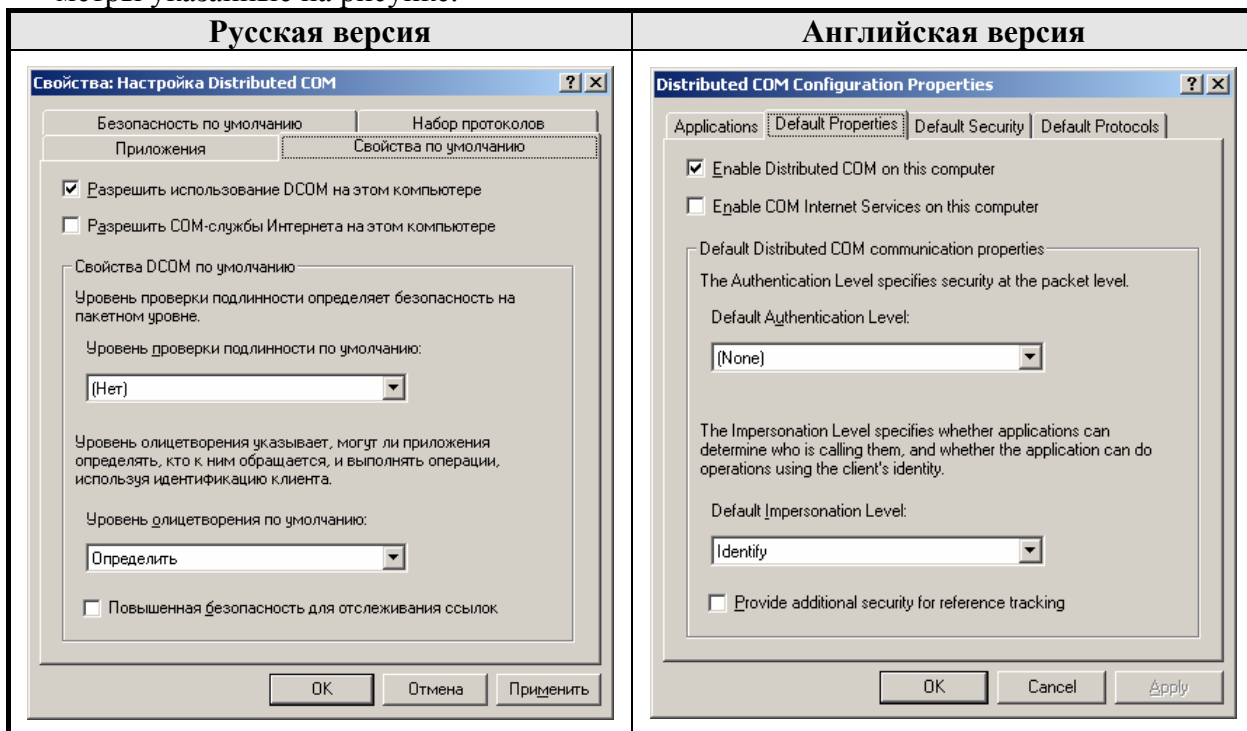 метры указанные на рисунке.
Русская версия
Английская версия
Свойства: Настройка Distributed COM
Безопасность по умолчанию
Набор протоколов
Приложения
Свойства по умолчанию
Разрешить использование DCOM на этом компьютере
Разрешить COM-службы Интернета на этом компьютере
Свойства DCOM по умолчанию
Уровень проверки подлинности определяет безопасность на
пакетном уровне.
Уровень проверки подлинности по умолчанию:
(Нет)
Уровень олицетворения указывает, могут ли приложения
определять, кто к ним обращается, и выполнять операции,
используя идентификацию клиента.
Уровень олицетворения по умолчанию:
Определить
Повышенная безопасность для отслеживания ссылок
OK
Отмена
Применить
Distributed COM Configuration Properties
Applications
Default Properties
Default Security
Default Protocols
Enable Distributed COM on this computer
Enable COM Internet Services on this computer
Default Distributed COM communication properties
The Authentication Level specifies security at the packet level.
Default Authentication Level:
(None)
The Impersonation Level specifies whether applications can
determine who is calling them, and whether the application can do
operations using the client's identity.
Default Impersonation Level:
Identify
Provide additional security for reference tracking
OK
Cancel
Apply